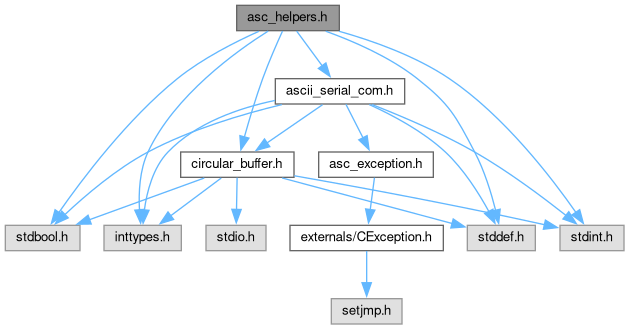 asc_helpers.h
ascii_serial_com.h
circular_buffer.h
asc_exception.h
stdbool.h
inttypes.h
stdio.h
externals/CException.h
stddef.h
stdint.h
setjmp.h